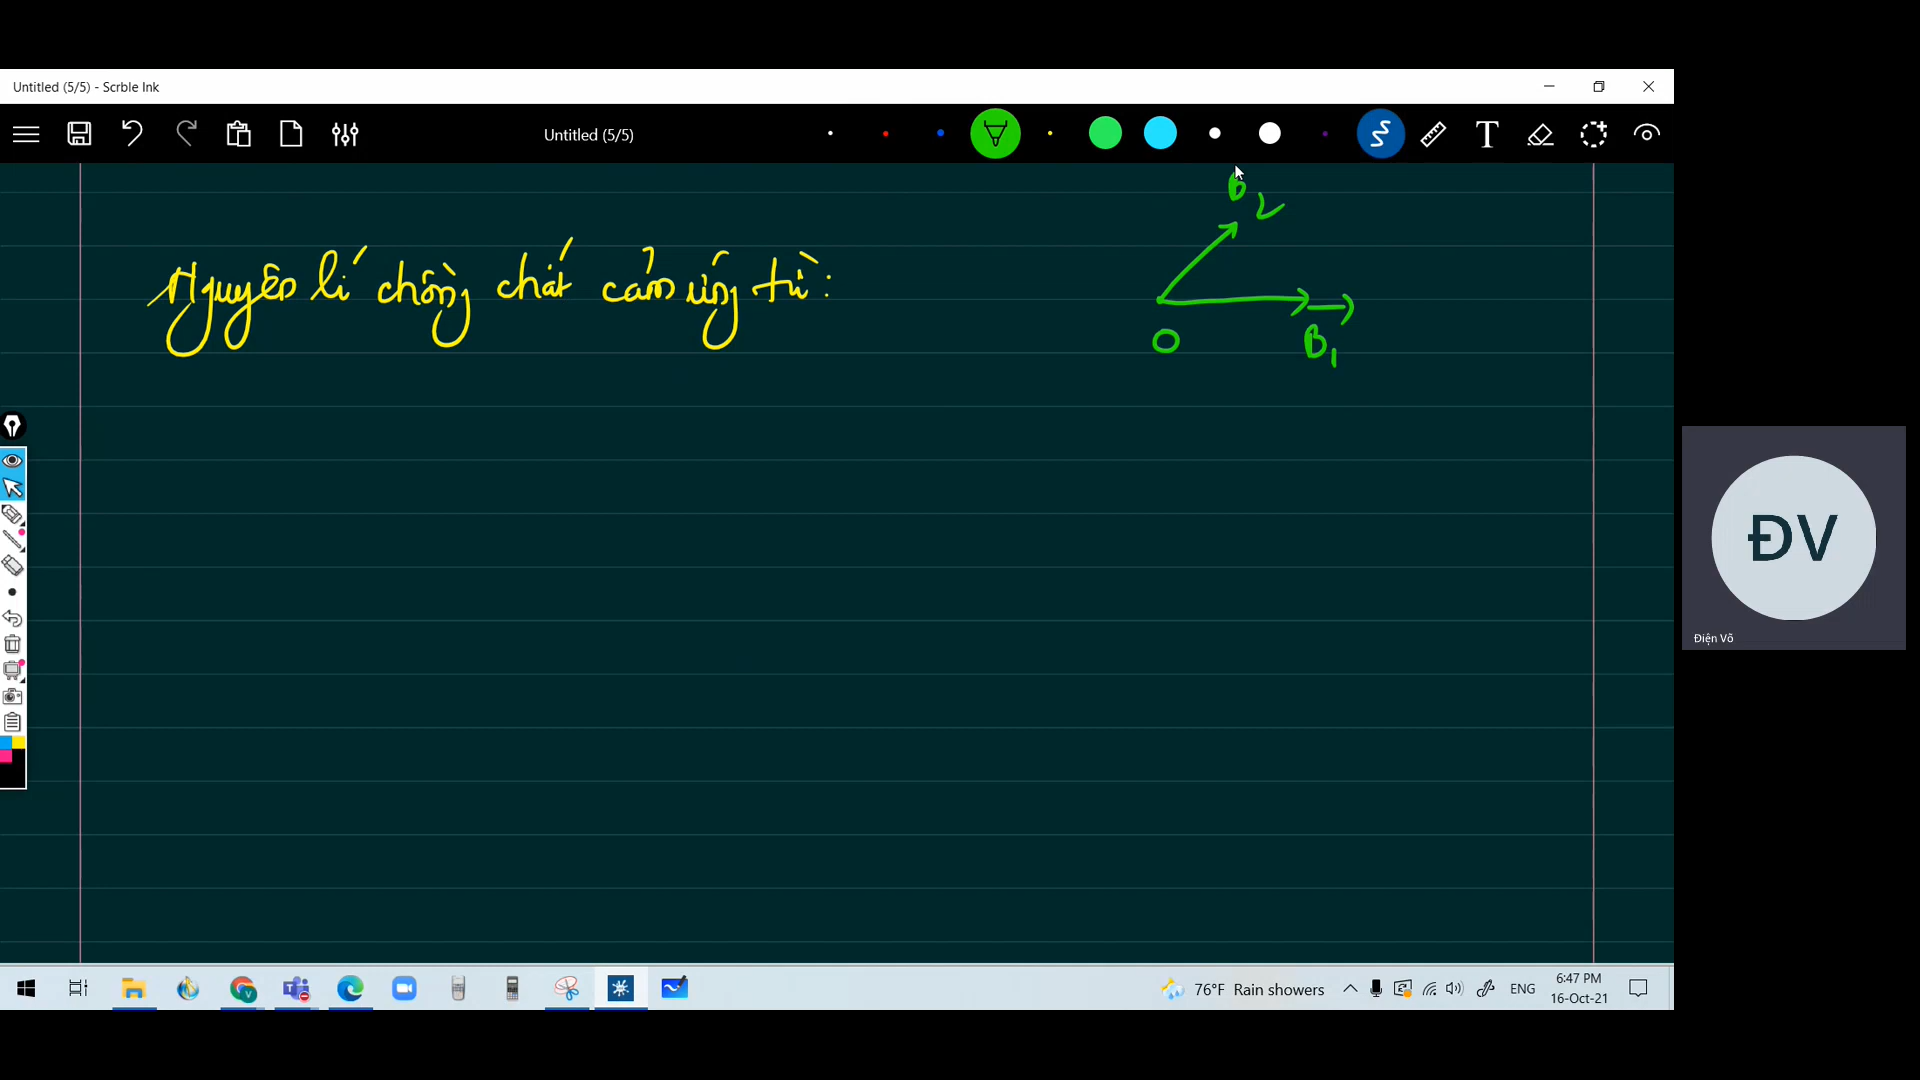 Untitled (5/5) - Scrble Ink
Untitled (5/5)
T
B2
Nguyên lí chồng chất cảm ứng từ:
O
B1
ĐV
Điện Võ
76°F Rain showers
ENG
6:47 PM
16-Oct-21